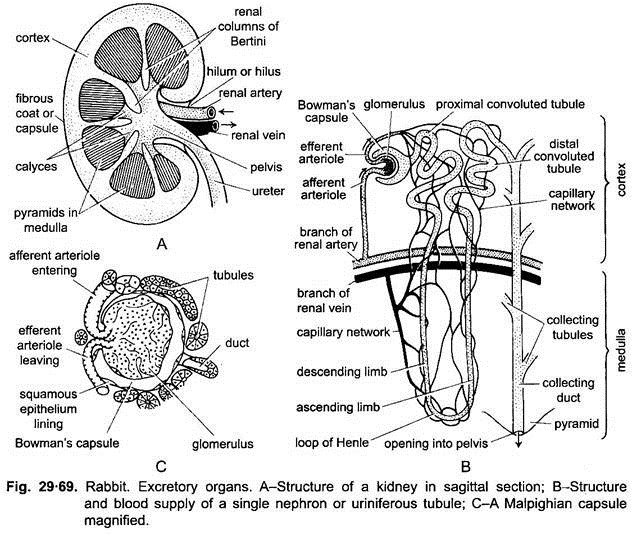 renal
columns of
Bertini
cortex
hilum or hilus
renal artery
fibrous
coat or
capsule
renal vein
calyces
pelvis
ureter
pyramids in
medulla
A
Bowman's
capsule
glomerulus
proximal convoluted tubule
efferent
arteriole
distal
convoluted
tubule
afferent
arteriole
capillary
network
cortex
branch of
renal artery
branch of
renal vein
capillary network
collecting
tubules
medulla
descending limb
collecting
duct
ascending limb
pyramid
loop of Henle
opening into pelvis
B
afferent arteriole
entering
tubules
efferent
arteriole
leaving
duct
squamous
epithelium
lining
Bowman's capsule
glomerulus
C
Fig. 29·69. Rabbit. Excretory organs. A–Structure of a kidney in sagittal section; B–Structure
and blood supply of a single nephron or uriniferous tubule; C–A Malpighian capsule
magnified.